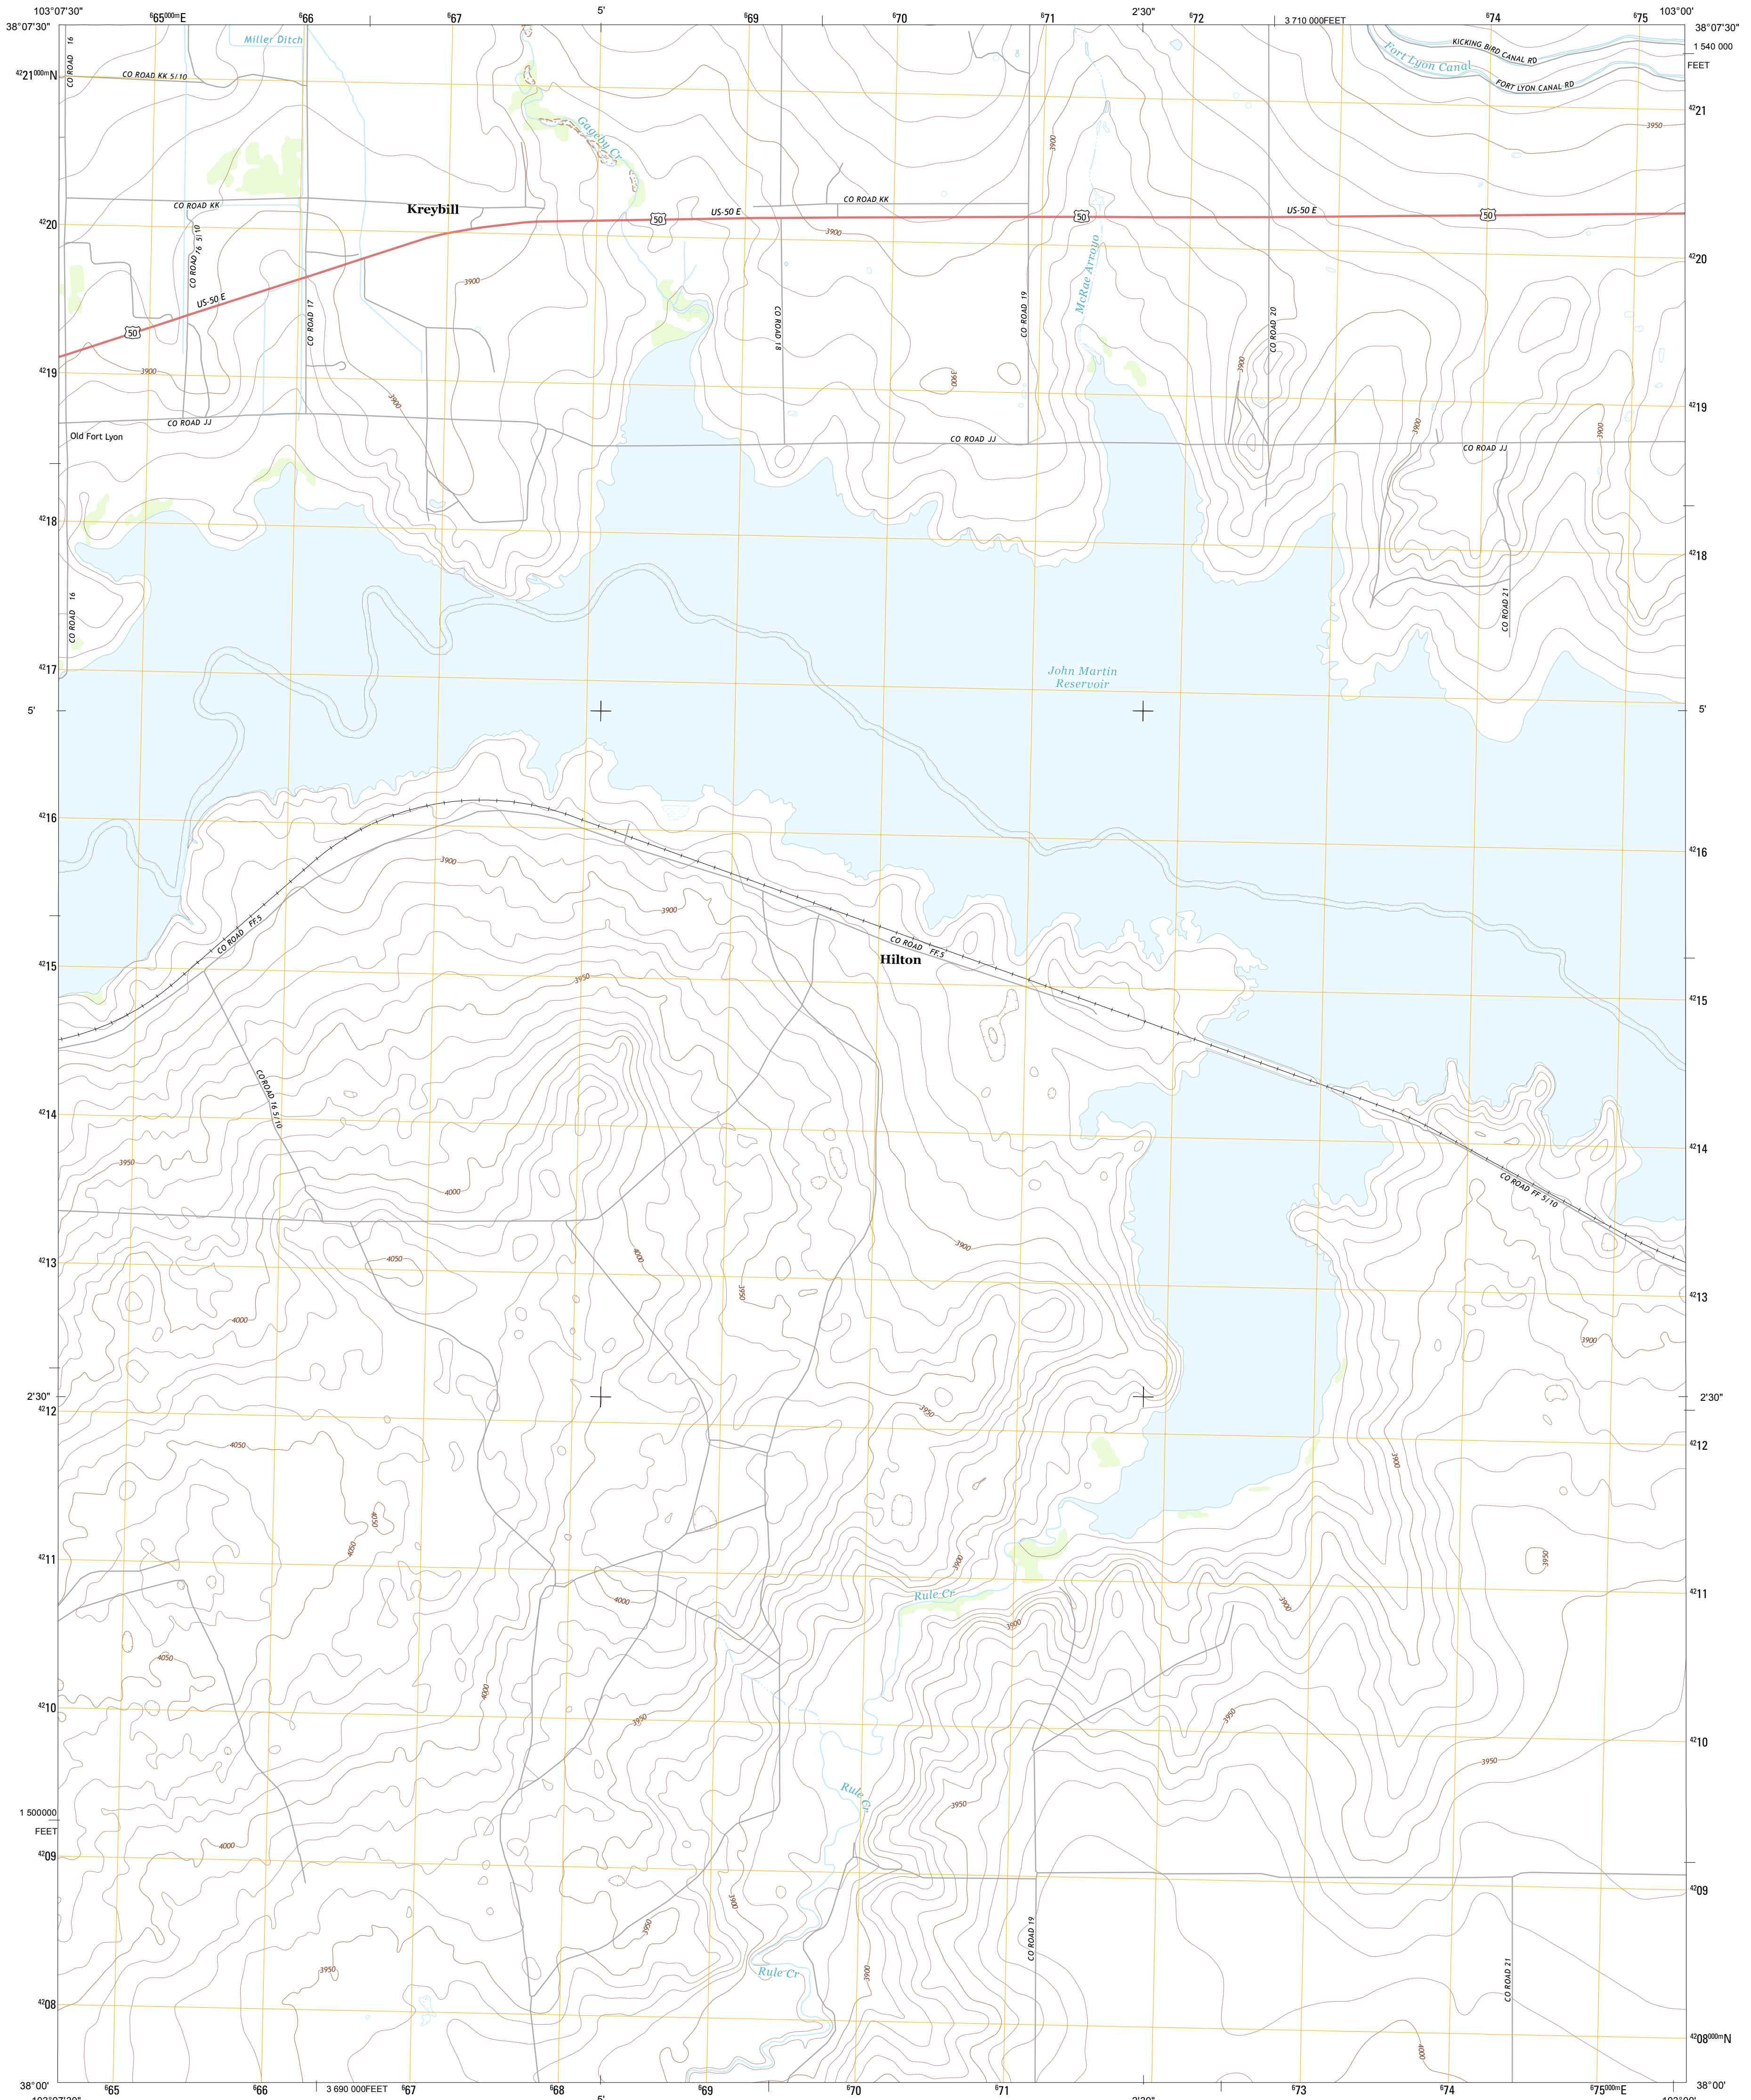 103°07'30"
⁶65⁰⁰⁰ᵐE
⁶66
⁶67
5'
⁶69
⁶70
⁶71
2'30"
⁶72
3 710 000FEET
⁶74
⁶75
103°00'
38°07'30"
38°07'30"
1 540 000
FEET
Miller Ditch
CO ROAD 16
CO ROAD KK 5/10
⁴²21⁰⁰⁰ᵐN
KICKING BIRD CANAL RD
Fort Lyon Canal
FORT LYON CANAL RD
⁴²21
3950
Gageby Cr
3900
CO ROAD KK
Kreybill
CO ROAD KK
US-50 E
50
50
US-50 E
50
⁴²20
3900
CO ROAD 16 5/10
McRae Arroyo
⁴²20
3900
US-50 E
50
CO ROAD 17
CO ROAD 18
CO ROAD 19
CO ROAD 20
⁴²19
3900
3900
3900
3900
⁴²19
3900
3900
CO ROAD JJ
Old Fort Lyon
CO ROAD JJ
CO ROAD JJ
⁴²18
⁴²18
CO ROAD 16
CO ROAD 21
⁴²17
John Martin
Reservoir
⁴²17
5'
5'
⁴²16
⁴²16
3900
3900
CO ROAD FF.5
CO ROAD FF.5
Hilton
⁴²15
3950
⁴²15
CO ROAD 16 5/10
⁴²14
⁴²14
3950
4000
CO ROAD FF 5/10
⁴²13
4050
4000
3900
3950
⁴²13
4000
3900
2'30"
2'30"
⁴²12
3950
⁴²12
4050
3900
4050
4050
⁴²11
3900
3950
Rule Cr
⁴²11
4000
3900
3900
4050
4000
⁴²10
3950
3950
⁴²10
3950
Rule Cr
3950
1 500000
FEET
4000
⁴²09
3900
⁴²09
3950
CO ROAD 19
3950
Rule Cr
3900
CO ROAD 21
⁴²08
4000
⁴²08⁰⁰⁰ᵐN
38°00'
⁶65
⁶66
3 690 000FEET
⁶67
⁶68
⁶69
⁶70
⁶71
⁶73
⁶74
⁶75⁰⁰⁰ᵐE
38°00'